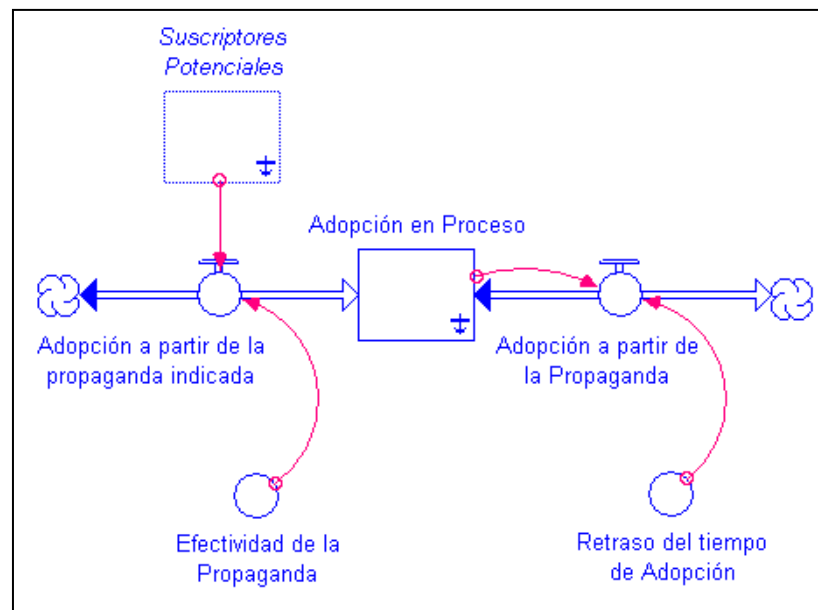 Suscriptores
Potenciales
Adopción en Proceso
Adopción a partir de la
propaganda indicada
Adopción a partir de
la Propaganda
Efectividad de la
Propaganda
Retraso del tiempo
de Adopción